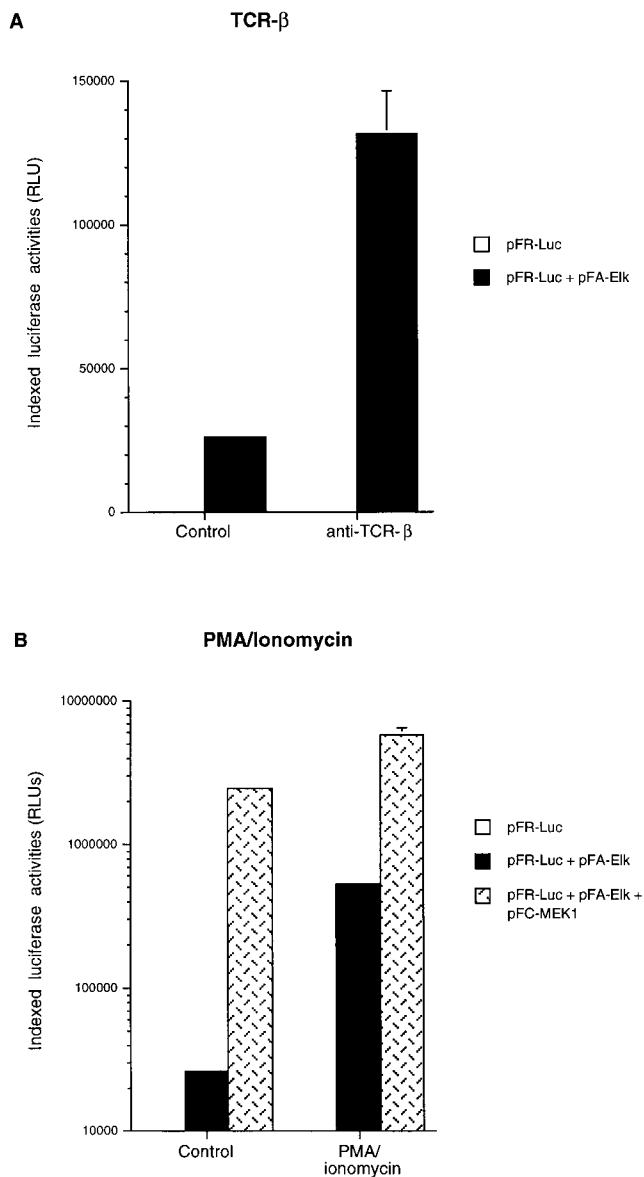 A
TCR-β
150000
100000
50000
0
Indexed luciferase activities (RLU)
Control
anti-TCR-β
pFR-Luc
pFR-Luc + pFA-Elk
B
PMA/Ionomycin
10000000
1000000
100000
10000
Indexed luciferase activities (RLUs)
Control
PMA/
ionomycin
pFR-Luc
pFR-Luc + pFA-Elk
pFR-Luc + pFA-Elk +
pFC-MEK1